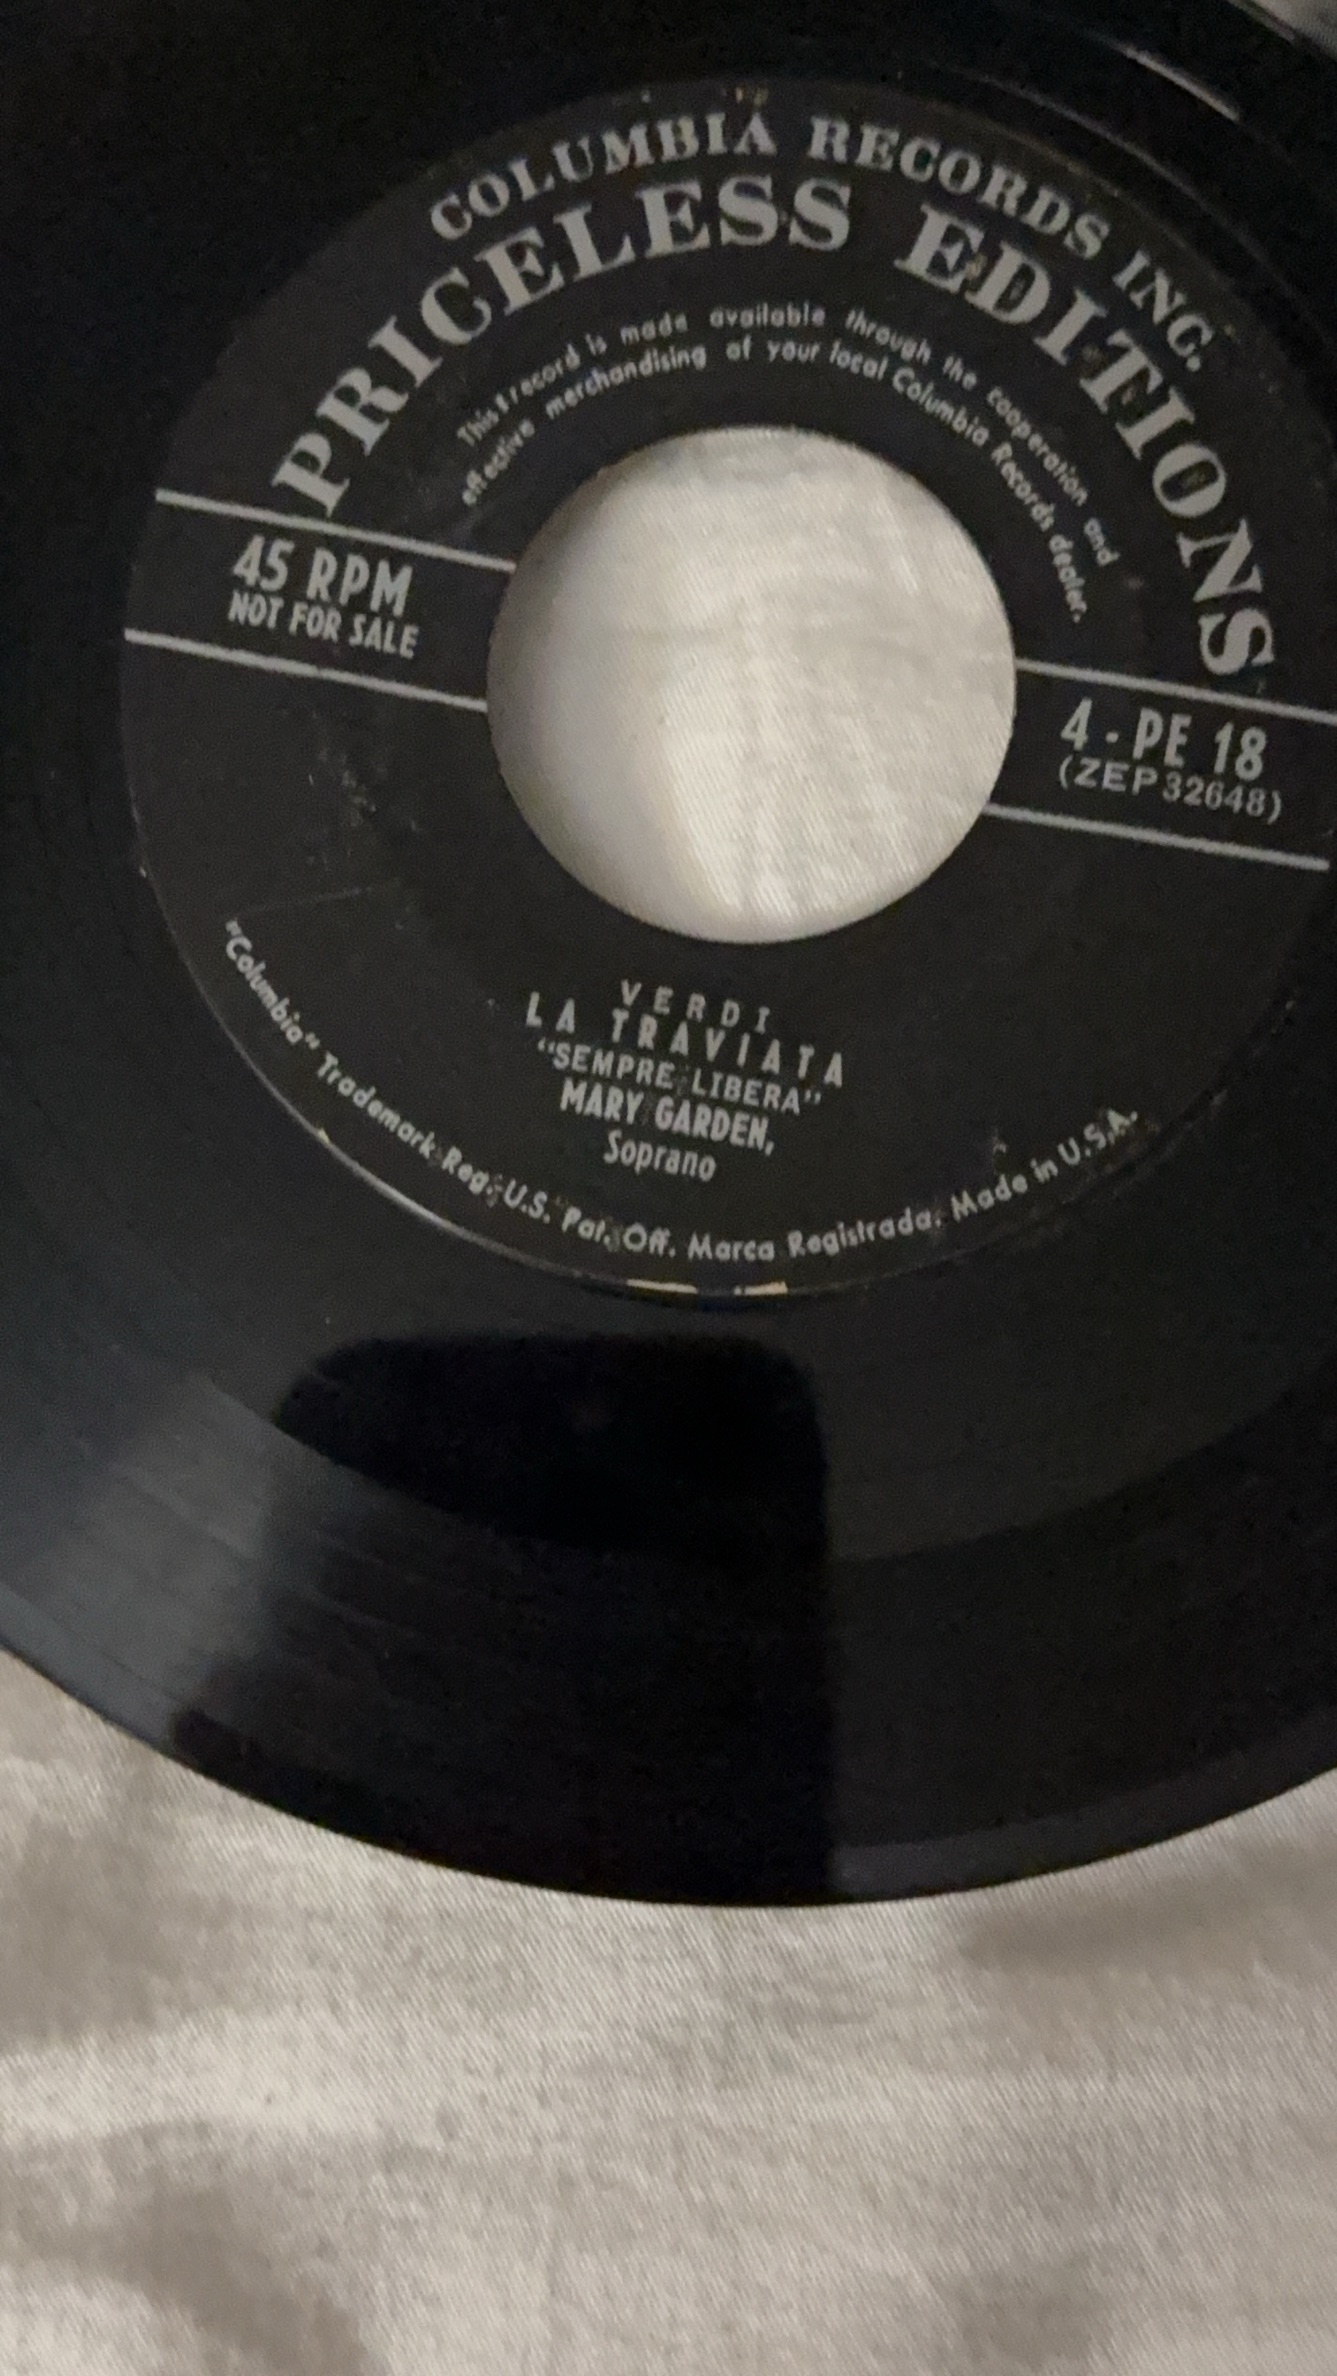 COLUMBIA RECORDS INC.
PRICELESS EDITIONS
This record is made available through the cooperation and
effective merchandising of your local Columbia Records dealer.
45 RPM
NOT FOR SALE
4 - PE 18
(ZEP32648)
VERDI
LA TRAVIATA
"SEMPRE LIBERA"
MARY GARDEN,
Soprano
"Columbia" Trademark Reg. U.S. Pat. Off. Marca Registrada. Made in U.S.A.